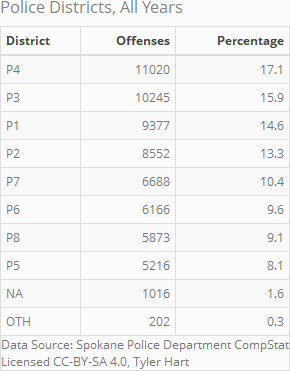 Police Districts, All Years
District Offenses Percentage
P4 11020 17.1
P3 10245 15.9
P1 9377 14.6
P2 8552 13.3
P7 6688 10.4
P6 6166 9.6
P8 5873 9.1
P5 5216 8.1
NA 1016 1.6
OTH 202 0.3
Data Source: Spokane Police Department CompStat
Licensed CC-BY-SA 4.0, Tyler Hart